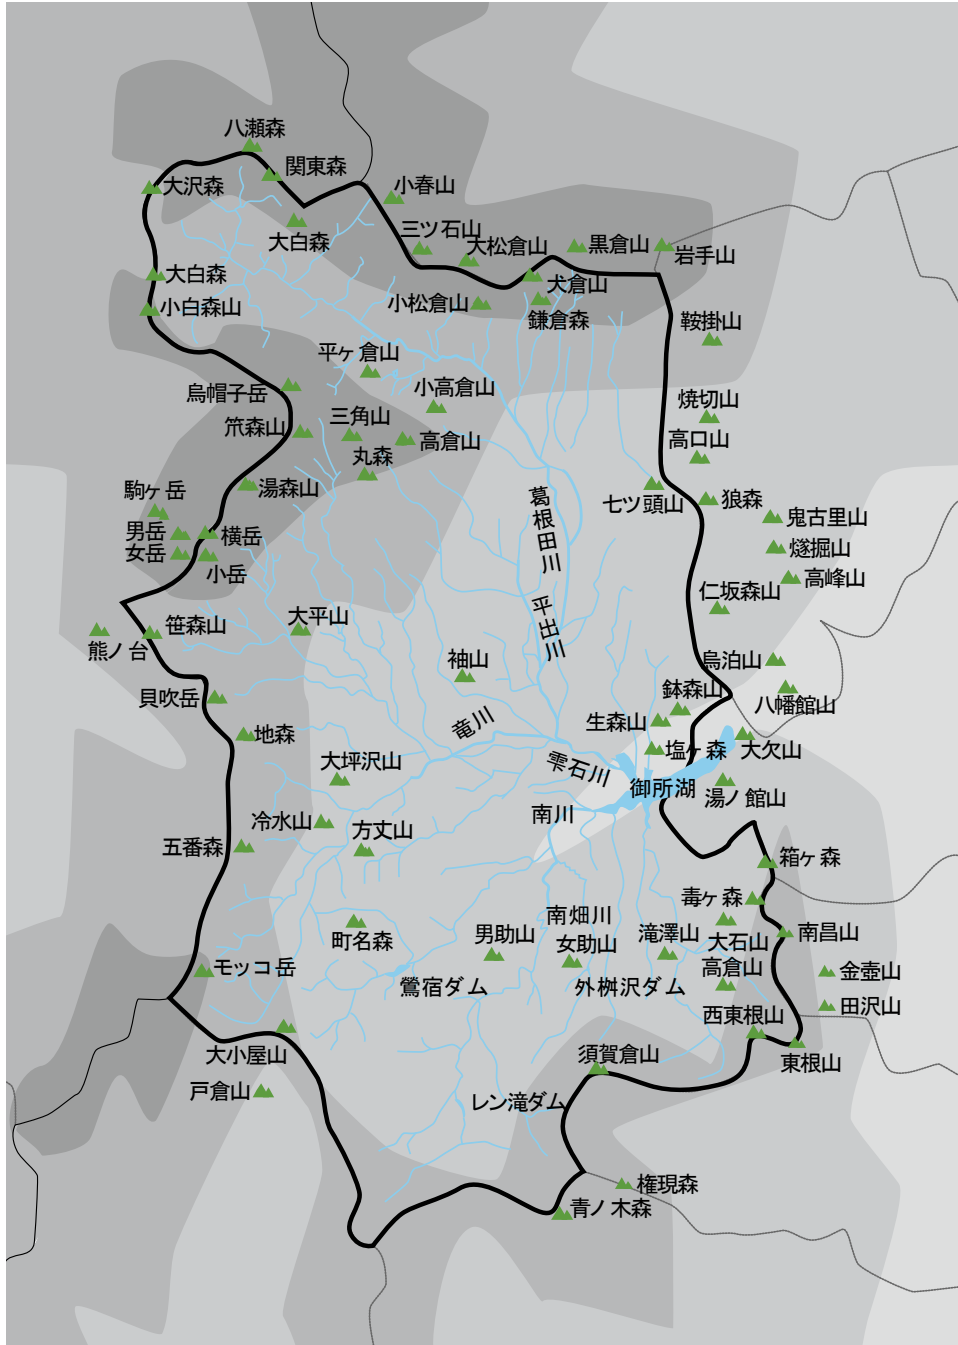 八瀬森
関東森
大沢森
小春山
大白森
三ツ石山
大松倉山
黒倉山
岩手山
大白森
犬倉山
小白森山
小松倉山
鎌倉森
鞍掛山
平ヶ倉山
烏帽子岳
小高倉山
焼切山
笊森山
三角山
高倉山
高口山
丸森
湯森山
駒ヶ岳
七ツ頭山
狼森
葛根田川
男岳
横岳
鬼古里山
女岳
燧掘山
小岳
高峰山
仁坂森山
平出川
大平山
笹森山
熊ノ台
袖山
烏泊山
貝吹岳
鉢森山
八幡館山
生森山
竜川
地森
塩ヶ森
大欠山
大坪沢山
雫石川
御所湖
湯ノ館山
南川
冷水山
方丈山
五番森
箱ヶ森
毒ヶ森
南畑川
町名森
男助山
女助山
滝澤山
大石山
南昌山
モッコ岳
高倉山
金壺山
鶯宿ダム
外桝沢ダム
田沢山
西東根山
大小屋山
須賀倉山
東根山
戸倉山
レン滝ダム
権現森
青ノ木森